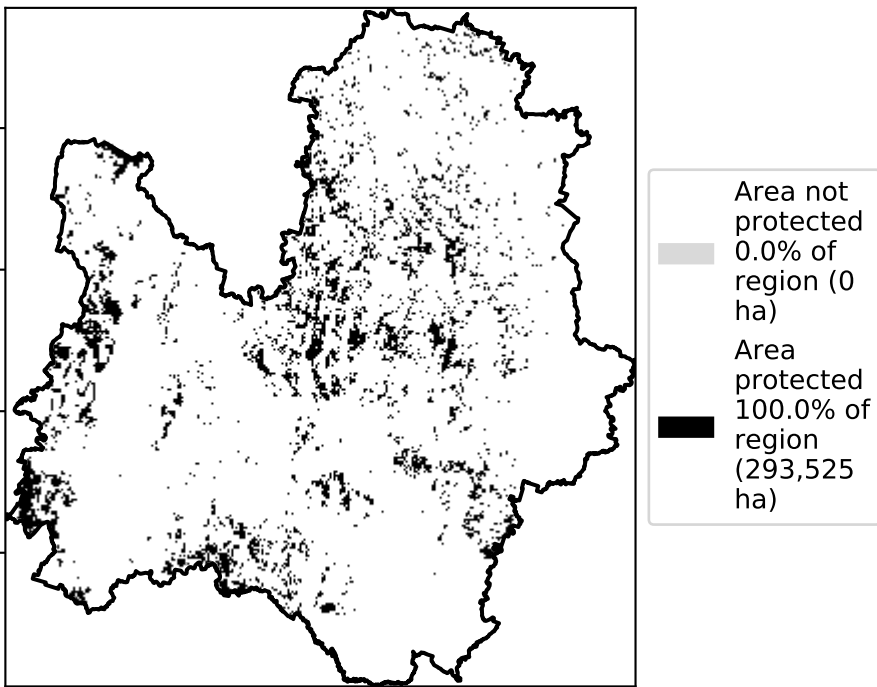 Area not
protected
0.0% of
region (0
ha)
Area
protected
100.0% of
region
(293,525
ha)